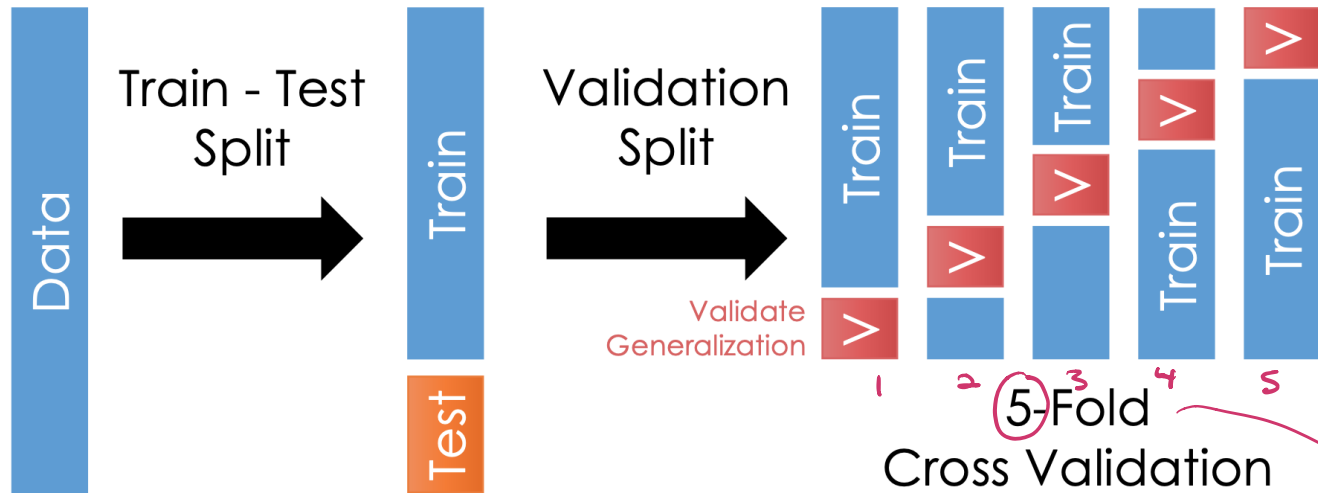 Data
Train - Test
Split
Train
Test
Validation
Split
Validate
Generalization
Train
V
Train
V
Train
V
V
Train
V
Train
1 2 3 4 5
5-Fold
Cross Validation